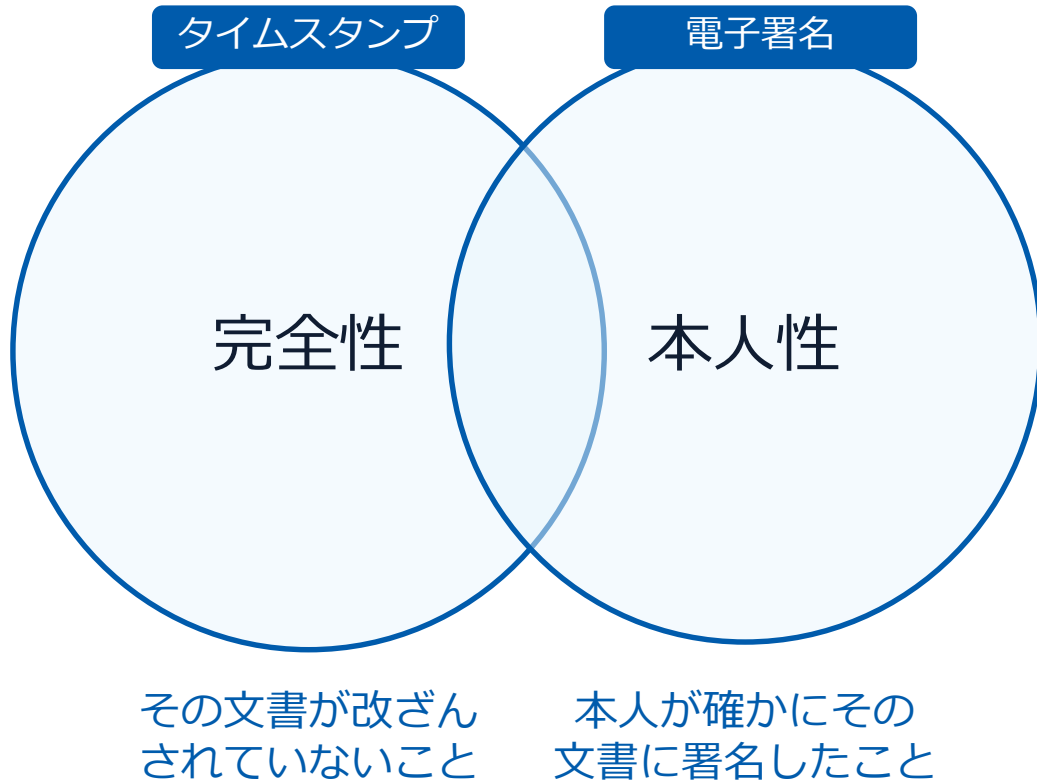 タイムスタンプ
電子署名
完全性
本人性
その文書が改ざん
されていないこと
本人が確かにその
文書に署名したこと